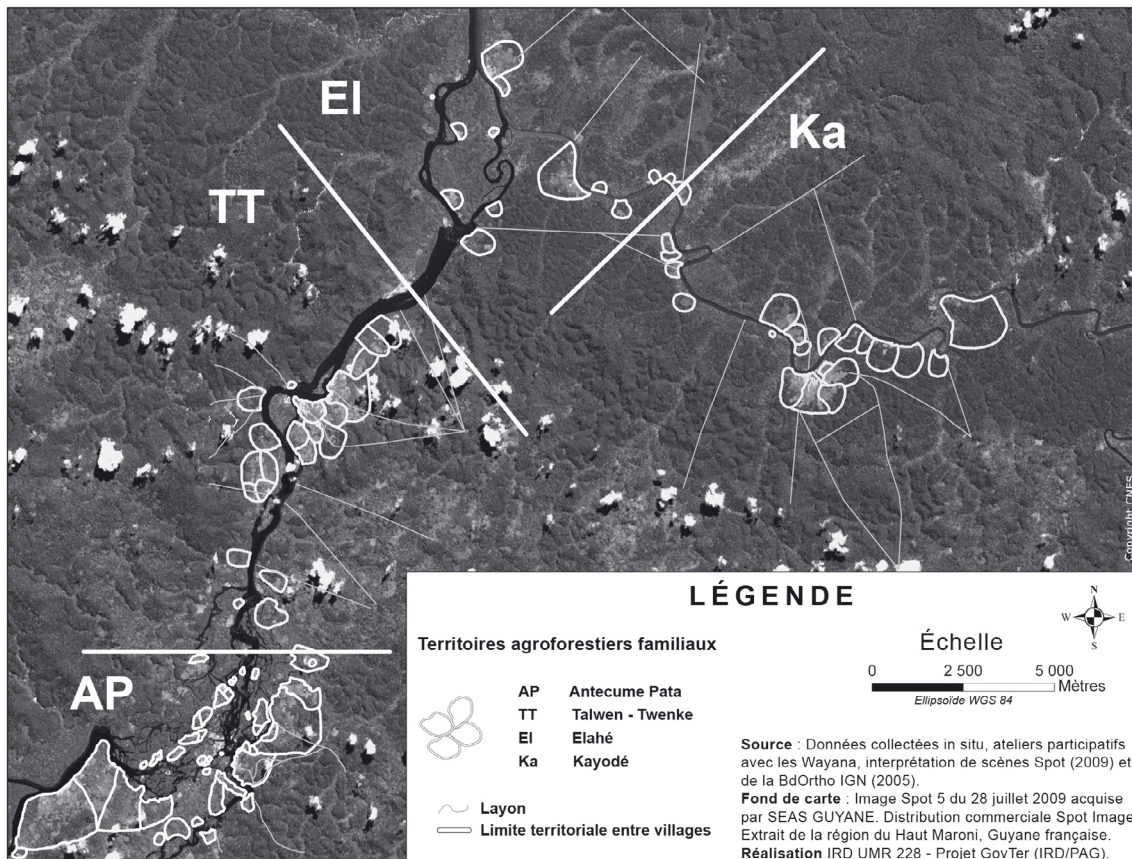 El
Ka
TT
AP
Copyright CNES
LÉGENDE
Territoires agroforestiers familiaux
AP Antecume Pata
TT Talwen - Twenke
El Elahé
Ka Kayodé
Layon
Limite territoriale entre villages
N
W E
S
Échelle
0 2 500 5 000
Mètres
Ellipsoïde WGS 84
Source : Données collectées in situ, ateliers participatifs
avec les Wayana, interprétation de scènes Spot (2009) et
de la BdOrtho IGN (2005).
Fond de carte : Image Spot 5 du 28 juillet 2009 acquise
par SEAS GUYANE. Distribution commerciale Spot Image
Extrait de la région du Haut Maroni, Guyane française.
Réalisation IRD UMR 228 - Projet GovTer (IRD/PAG).